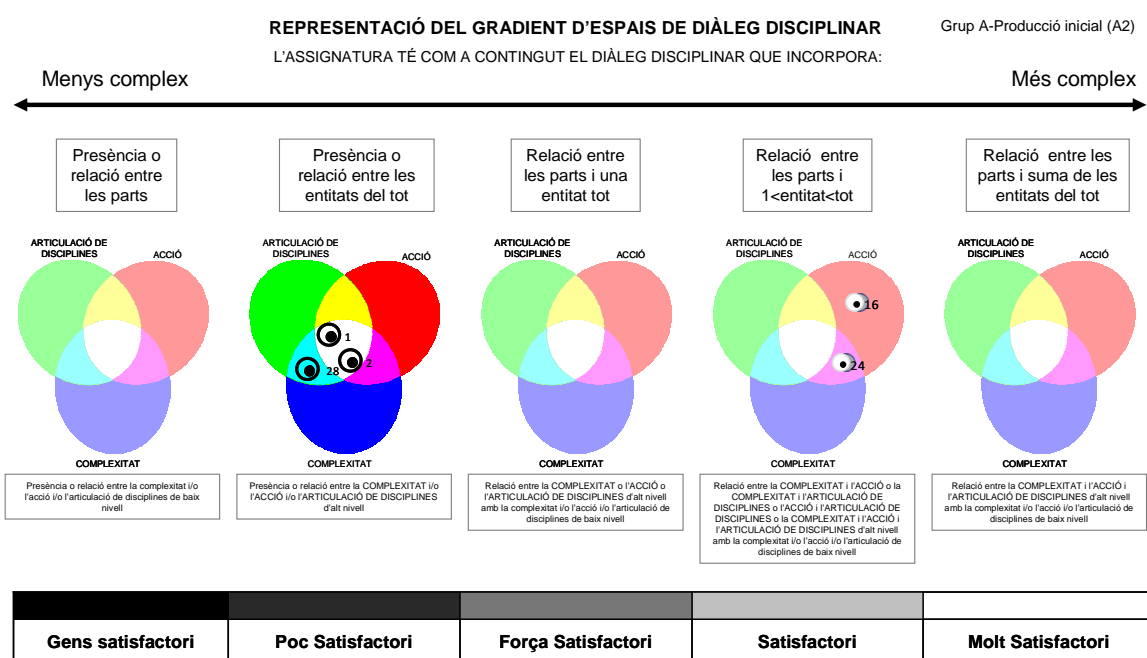 REPRESENTACIÓ DEL GRADIENT D'ESPAIS DE DIÀLEG DISCIPLINAR
Grup A-Producció inicial (A2)
L'ASSIGNATURA TÉ COM A CONTINGUT EL DIÀLEG DISCIPLINAR QUE INCORPORA:
Menys complex
Més complex
Presència o
relació entre
les parts
Presència o
relació entre les
entitats del tot
Relació entre
les parts i una
entitat tot
Relació entre
les parts i
1<entitat<tot
Relació entre les
parts i suma de les
entitats del tot
ARTICULACIÓ DE
DISCIPLINES
ACCIÓ
COMPLEXITAT
ARTICULACIÓ DE
DISCIPLINES
ACCIÓ
1
2
28
COMPLEXITAT
ARTICULACIÓ DE
DISCIPLINES
ACCIÓ
COMPLEXITAT
ARTICULACIÓ DE
DISCIPLINES
ACCIÓ
16
24
COMPLEXITAT
ARTICULACIÓ DE
DISCIPLINES
ACCIÓ
COMPLEXITAT
Presència o relació entre la complexitat i/o
l'acció i/o l'articulació de disciplines de baix
nivell
Presència o relació entre la COMPLEXITAT i/o
l'ACCIÓ i/o l'ARTICULACIÓ DE DISCIPLINES
d'alt nivell
Relació entre la COMPLEXITAT o l'ACCIÓ o
l'ARTICULACIÓ DE DISCIPLINES d'alt nivell
amb la complexitat i/o l'acció i/o l'articulació de
disciplines de baix nivell
Relació entre la COMPLEXITAT i l'ACCIÓ o la
COMPLEXITAT i l'ARTICULACIÓ DE
DISCIPLINES o l'ACCIÓ i l'ARTICULACIÓ DE
DISCIPLINES o la COMPLEXITAT i l'ACCIÓ i
l'ARTICULACIÓ DE DISCIPLINES d'alt nivell
amb la complexitat i/o l'acció i/o l'articulació de
disciplines de baix nivell
Relació entre la COMPLEXITAT i l'ACCIÓ i
l'ARTICULACIÓ DE DISCIPLINES d'alt nivell
amb la complexitat i/o l'acció i/o l'articulació de
disciplines de baix nivell
Gens satisfactori
Poc Satisfactori
Força Satisfactori
Satisfactori
Molt Satisfactori